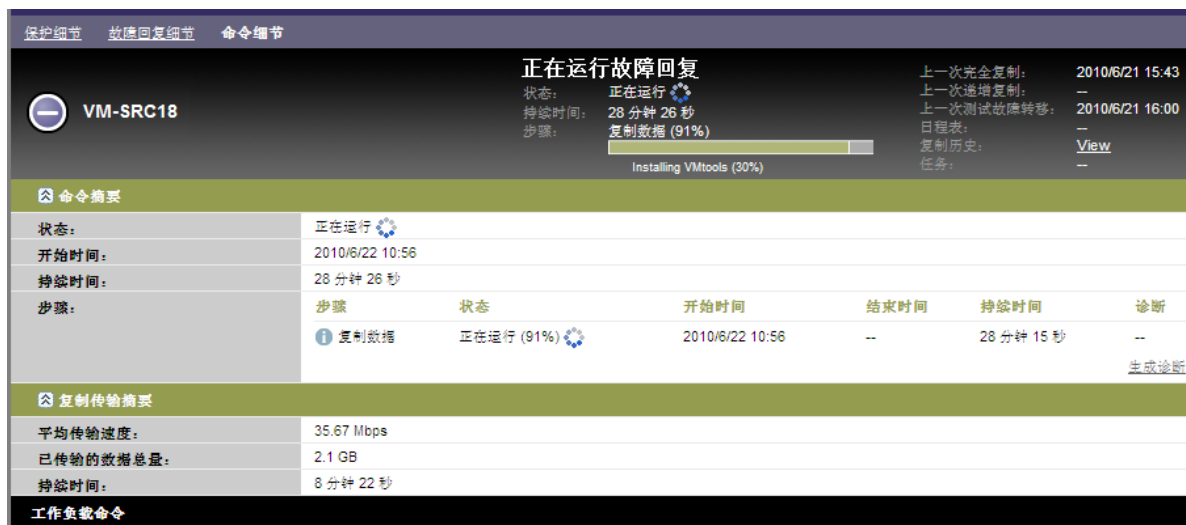 保护细节 故障回复细节 命令细节
VM-SRC18
正在运行故障回复
状态： 正在运行
持续时间： 28 分钟 26 秒
步骤： 复制数据 (91%)
Installing VMtools (30%)
上一次完全复制： 2010/6/21 15:43
上一次递增复制： --
上一次测试故障转移： 2010/6/21 16:00
日程表： --
复制历史： View
任务： --
命令摘要
状态： 正在运行
开始时间： 2010/6/22 10:56
持续时间： 28 分钟 26 秒
步骤： 步骤 状态 开始时间 结束时间 持续时间 诊断
复制数据 正在运行 (91%) 2010/6/22 10:56 -- 28 分钟 15 秒 --
生成诊断
复制传输摘要
平均传输速度： 35.67 Mbps
已传输的数据总量： 2.1 GB
持续时间： 8 分钟 22 秒
工作负载命令